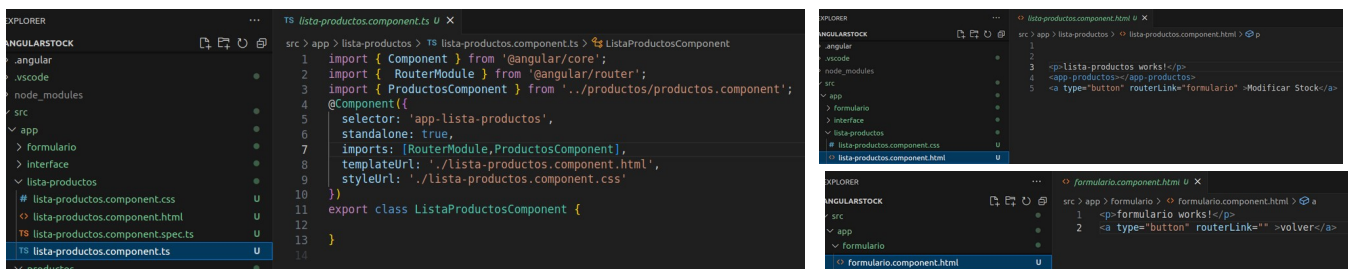 EXPLORER
ANGULARSTOCK
.angular
.vscode
node_modules
src
app
formulario
interface
lista-productos
# lista-productos.component.css U
<> lista-productos.component.html U
TS lista-productos.component.spec.ts U
TS lista-productos.component.ts U
productos
TS lista-productos.component.ts U X
src > app > lista-productos > TS lista-productos.component.ts > ListaProductosComponent
1 import { Component } from '@angular/core';
2 import { RouterModule } from '@angular/router';
3 import { ProductosComponent } from '../productos/productos.component';
4 @Component({
5 selector: 'app-lista-productos',
6 standalone: true,
7 imports: [RouterModule,ProductosComponent],
8 templateUrl: './lista-productos.component.html',
9 styleUrl: './lista-productos.component.css'
10 })
11 export class ListaProductosComponent {
12
13 }
14
EXPLORER
ANGULARSTOCK
.angular
.vscode
node_modules
src
app
formulario
interface
lista-productos
# lista-productos.component.css U
<> lista-productos.component.html U
<> lista-productos.component.html U X
src > app > lista-productos > <> lista-productos.component.html > p
1
2
3 <p>lista-productos works!</p>
4 <app-productos></app-productos>
5 <a type="button" routerLink="formulario" >Modificar Stock</a>
EXPLORER
ANGULARSTOCK
src
app
formulario
<> formulario.component.html U
<> formulario.component.html U X
src > app > formulario > <> formulario.component.html > a
1 <p>formulario works!</p>
2 <a type="button" routerLink="" >volver</a>